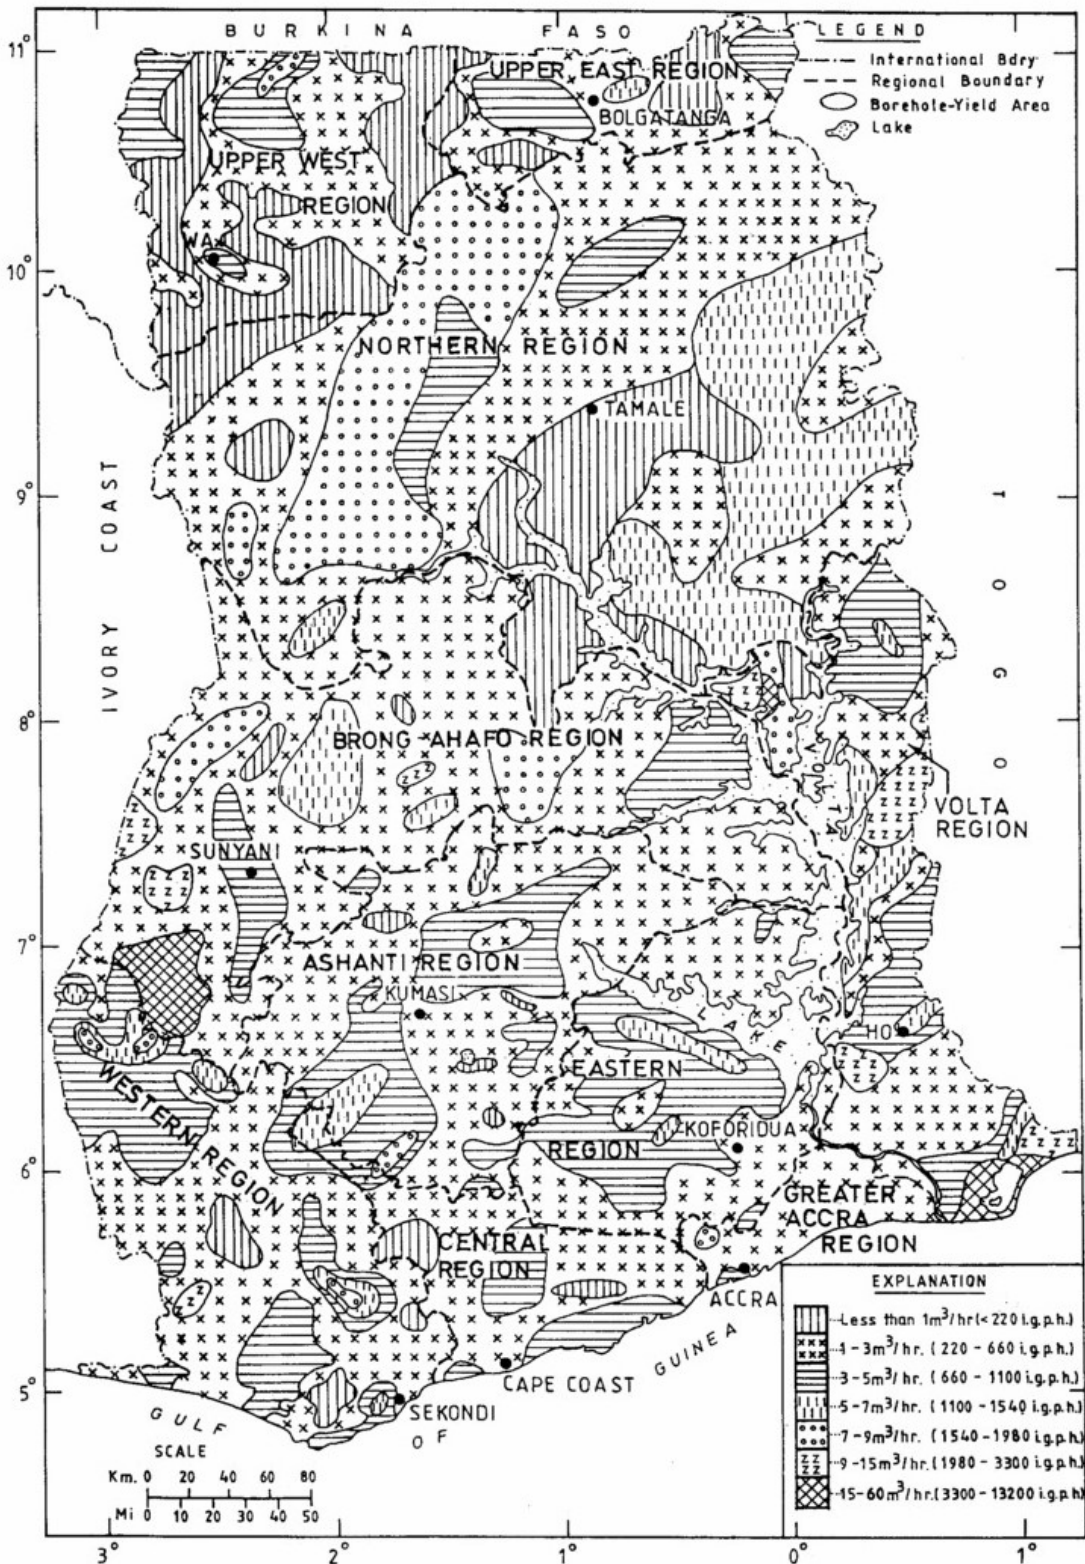 BURKINA FASO
LEGEND
International Bdry
Regional Boundary
Borehole-Yield Area
Lake
11°
10°
9°
8°
7°
6°
5°
UPPER EAST REGION
BOLGATANGA
UPPER WEST
REGION
WA
NORTHERN REGION
TAMALE
IVORY COAST
TOGO
BRONG-AHAFO REGION
VOLTA
REGION
SUNYANI
VOLTA
LAKE
ASHANTI REGION
KUMASI
HO
EASTERN
REGION
KOFORIDUA
WESTERN REGION
GREATER
ACCRA
REGION
CENTRAL
REGION
ACCRA
CAPE COAST
SEKONDI
GULF OF GUINEA
SCALE
Km. 0 20 40 60 80
Mi 0 10 20 30 40 50
EXPLANATION
Less than 1m³/hr (<220 i.g.p.h.)
1-3m³/hr. (220-660 i.g.p.h.)
3-5m³/hr. (660-1100 i.g.p.h.)
5-7m³/hr. (1100-1540 i.g.p.h.)
7-9m³/hr. (1540-1980 i.g.p.h.)
9-15m³/hr. (1980-3300 i.g.p.h.)
15-60m³/hr. (3300-13200 i.g.p.h)
3° 2° 1° 0° 1°